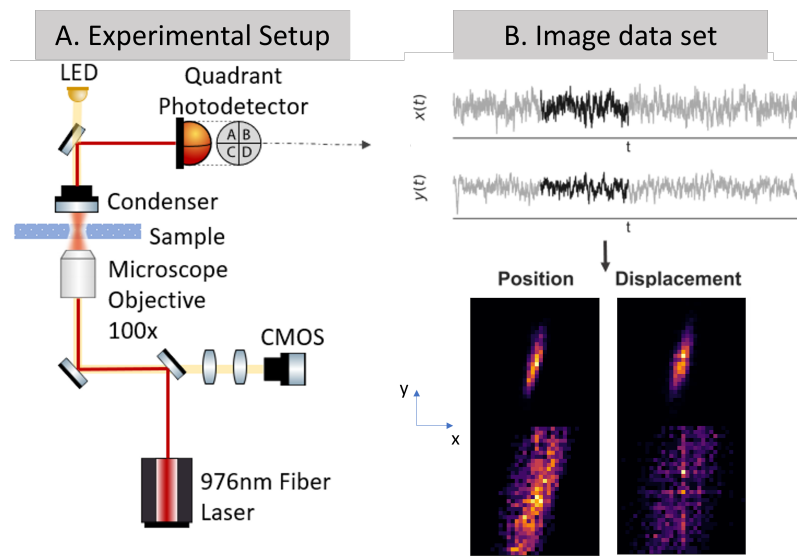 A. Experimental Setup
LED
Quadrant
Photodetector
A B
C D
Condenser
Sample
Microscope
Objective
100x
CMOS
976nm Fiber
Laser
B. Image data set
x(t)
t
y(t)
t
Position Displacement
y
x